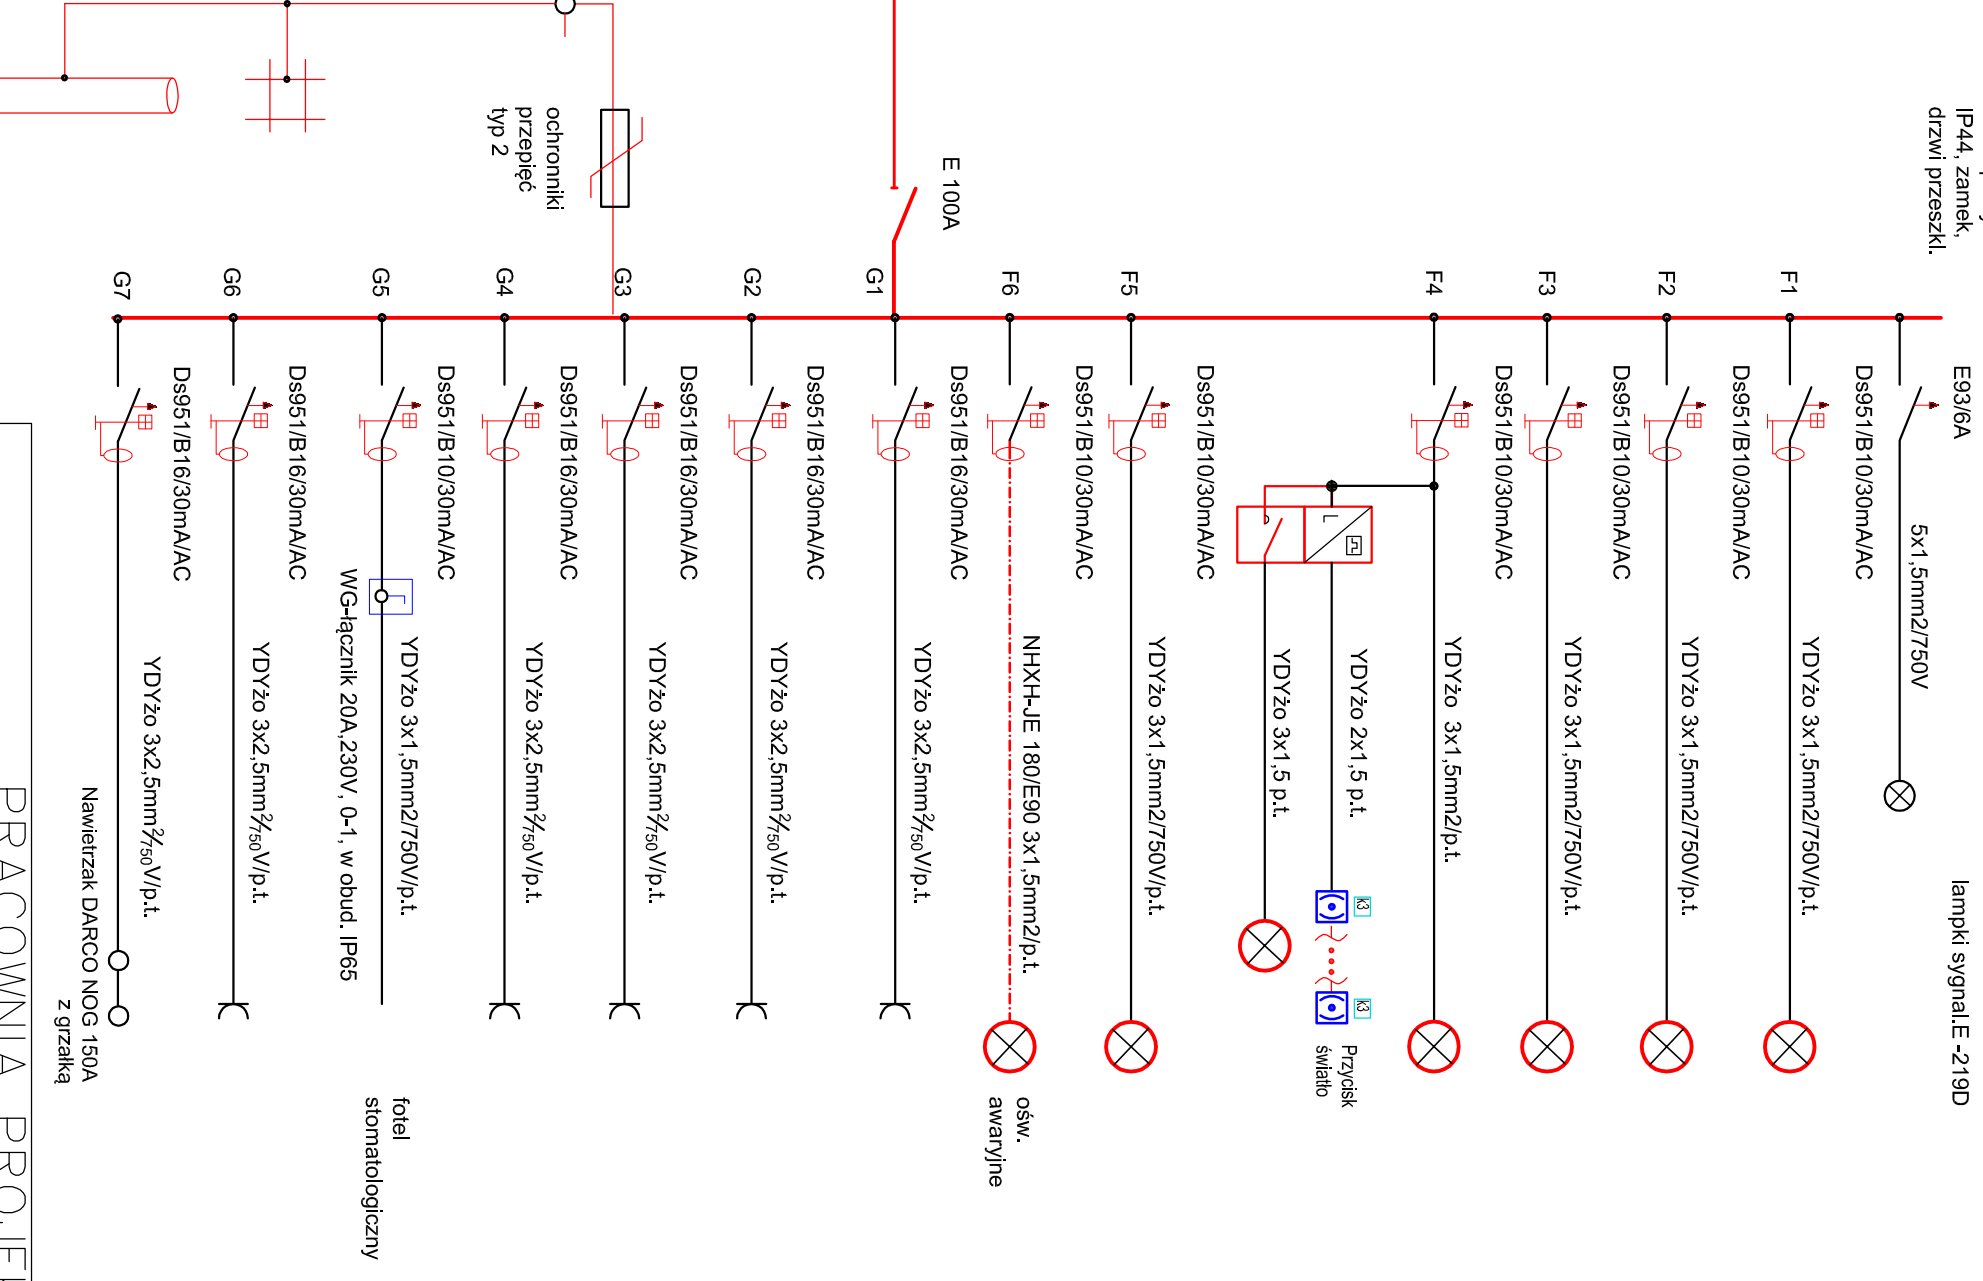 IP44, zamek,
drzwi przeszkl.
E93/6A
5x1,5mm2/750V
lampki sygnal.E -219D
F1
Ds951/B10/30mA/AC
YDYżo 3x1,5mm2/750V/p.t.
F2
Ds951/B10/30mA/AC
YDYżo 3x1,5mm2/750V/p.t.
F3
Ds951/B10/30mA/AC
YDYżo 3x1,5mm2/750V/p.t.
F4
Ds951/B10/30mA/AC
YDYżo 3x1,5mm2/p.t.
L
YDYżo 2x1,5 p.t.
k3
k3
Przycisk
światło
YDYżo 3x1,5 p.t.
F5
Ds951/B10/30mA/AC
YDYżo 3x1,5mm2/750V/p.t.
F6
Ds951/B10/30mA/AC
NHXH-JE 180/E90 3x1,5mm2/p.t.
ośw.
awaryjne
E 100A
G1
Ds951/B16/30mA/AC
YDYżo 3x2,5mm²/750V/p.t.
G2
Ds951/B16/30mA/AC
YDYżo 3x2,5mm²/750V/p.t.
ochronniki
przepięć
typ 2
G3
Ds951/B16/30mA/AC
YDYżo 3x2,5mm²/750V/p.t.
G4
Ds951/B16/30mA/AC
YDYżo 3x2,5mm²/750V/p.t.
G5
Ds951/B10/30mA/AC
YDYżo 3x1,5mm2/750V/p.t.
WG-łącznik 20A,230V, 0-1, w obud. IP65
fotel
stomatologiczny
G6
Ds951/B16/30mA/AC
YDYżo 3x2,5mm²/750V/p.t.
G7
Ds951/B16/30mA/AC
YDYżo 3x2,5mm²/750V/p.t.
Nawietrzak DARCO NOG 150A
z grzałką
PRACOWNIA